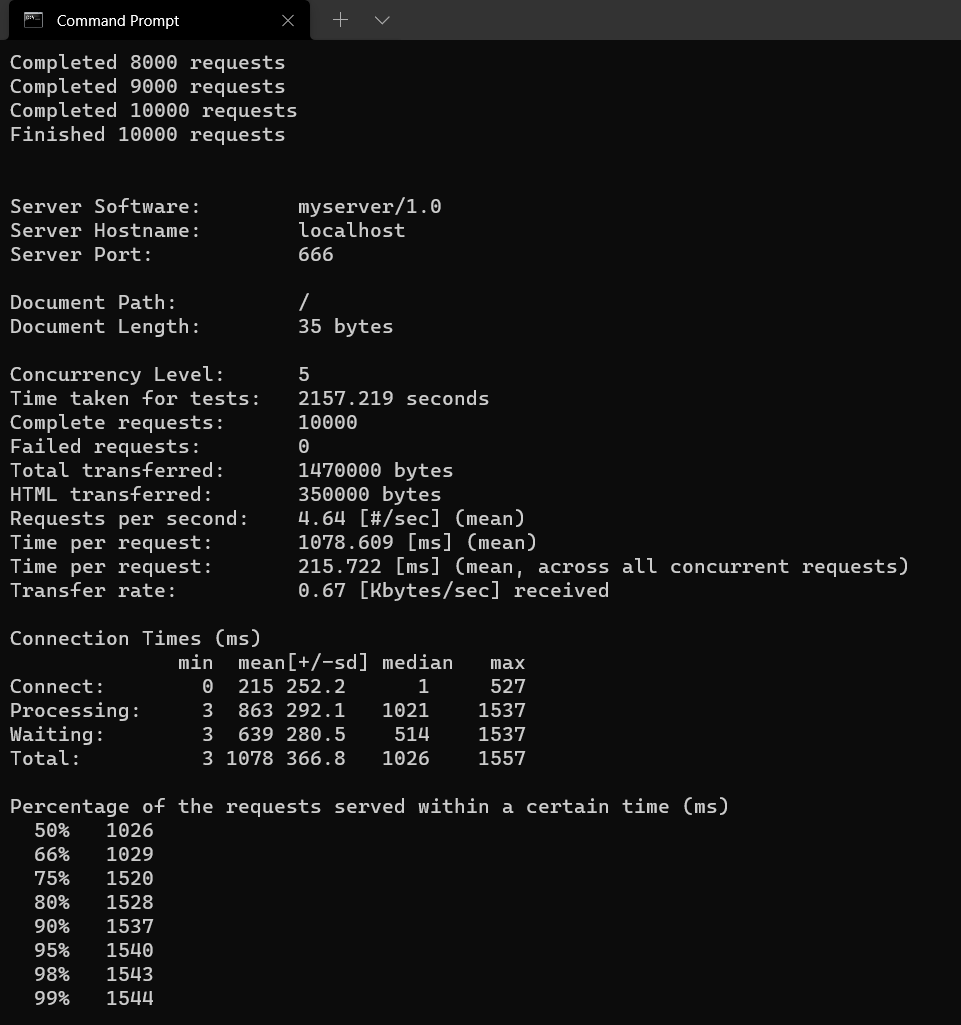 Command Prompt
Completed 8000 requests
Completed 9000 requests
Completed 10000 requests
Finished 10000 requests
Server Software:        myserver/1.0
Server Hostname:        localhost
Server Port:            666
Document Path:          /
Document Length:        35 bytes
Concurrency Level:      5
Time taken for tests:   2157.219 seconds
Complete requests:      10000
Failed requests:        0
Total transferred:      1470000 bytes
HTML transferred:       350000 bytes
Requests per second:    4.64 [#/sec] (mean)
Time per request:       1078.609 [ms] (mean)
Time per request:       215.722 [ms] (mean, across all concurrent requests)
Transfer rate:          0.67 [Kbytes/sec] received
Connection Times (ms)
              min  mean[+/-sd] median   max
Connect:        0  215 252.2      1     527
Processing:     3  863 292.1   1021    1537
Waiting:        3  639 280.5    514    1537
Total:          3 1078 366.8   1026    1557
Percentage of the requests served within a certain time (ms)
  50%   1026
  66%   1029
  75%   1520
  80%   1528
  90%   1537
  95%   1540
  98%   1543
  99%   1544